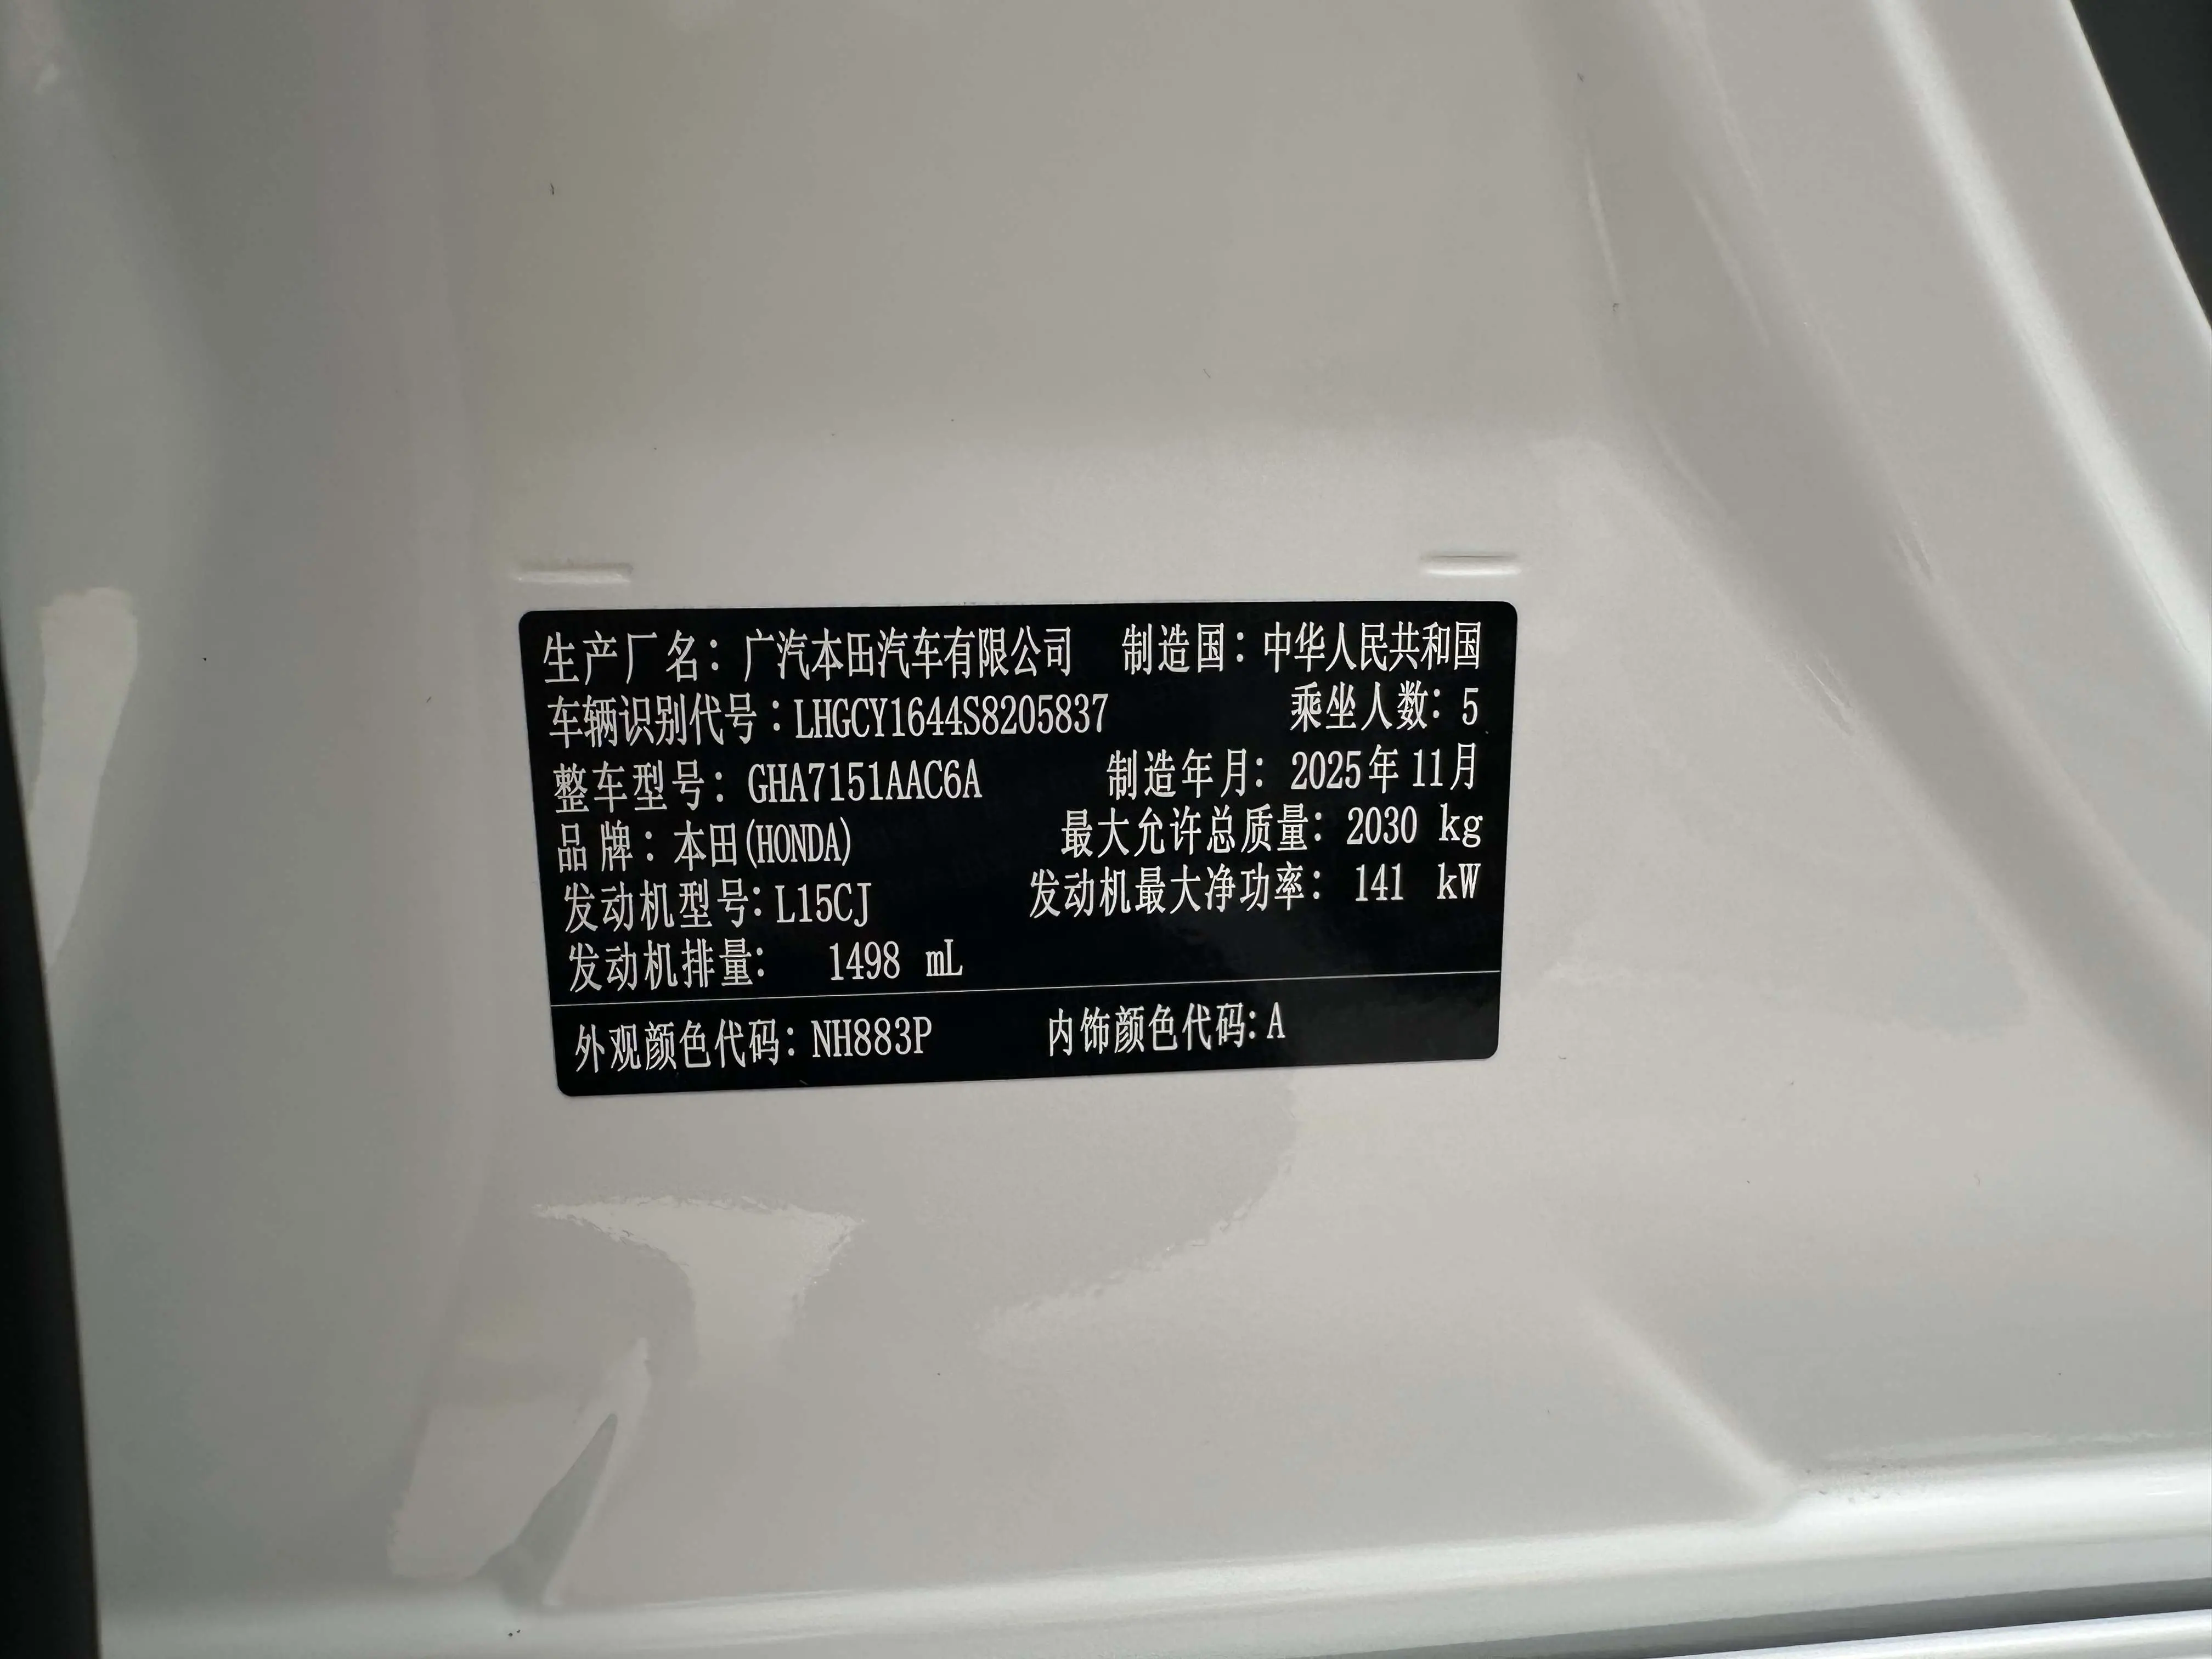 生产厂名：广汽本田汽车有限公司 制造国：中华人民共和国
车辆识别代号：LHGCY1644S8205837 乘坐人数：5
整车型号：GHA7151AAC6A 制造年月：2025年11月
品牌：本田(HONDA) 最大允许总质量：2030 kg
发动机型号：L15CJ 发动机最大净功率：141 kW
发动机排量：1498 mL
外观颜色代码：NH883P 内饰颜色代码：A